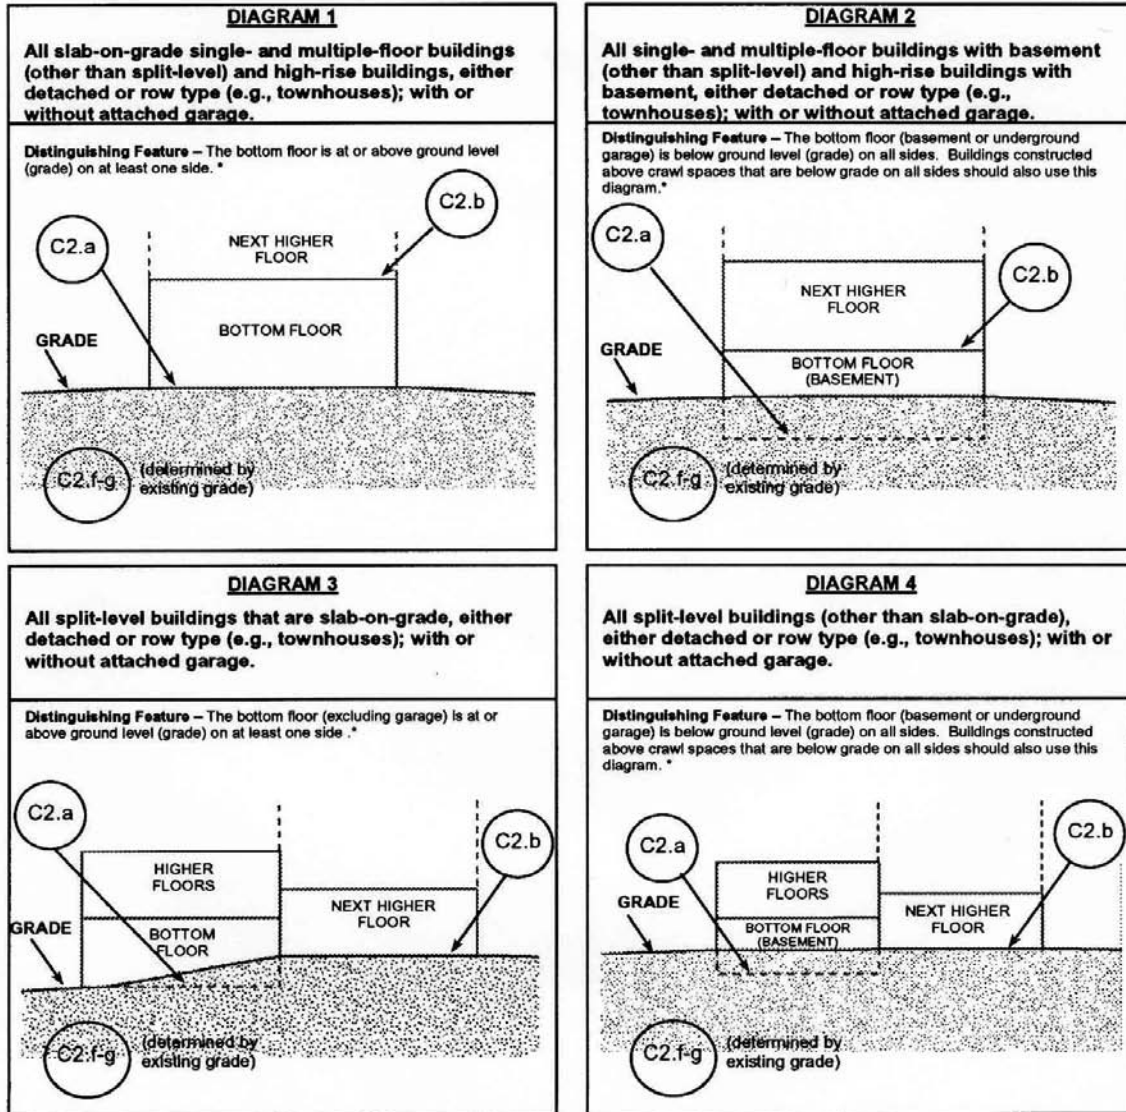 DIAGRAM 1
All slab-on-grade single- and multiple-floor buildings
(other than split-level) and high-rise buildings, either
detached or row type (e.g., townhouses); with or
without attached garage.
Distinguishing Feature – The bottom floor is at or above ground level
(grade) on at least one side. *
C2.a
C2.b
NEXT HIGHER
FLOOR
BOTTOM FLOOR
GRADE
C2.f-g
(determined by
existing grade)
DIAGRAM 2
All single- and multiple-floor buildings with basement
(other than split-level) and high-rise buildings with
basement, either detached or row type (e.g.,
townhouses); with or without attached garage.
Distinguishing Feature – The bottom floor (basement or underground
garage) is below ground level (grade) on all sides. Buildings constructed
above crawl spaces that are below grade on all sides should also use this
diagram.*
C2.a
C2.b
NEXT HIGHER
FLOOR
GRADE
BOTTOM FLOOR
(BASEMENT)
C2.f-g
(determined by
existing grade)
DIAGRAM 3
All split-level buildings that are slab-on-grade, either
detached or row type (e.g., townhouses); with or
without attached garage.
Distinguishing Feature – The bottom floor (excluding garage) is at or
above ground level (grade) on at least one side .*
C2.a
C2.b
HIGHER
FLOORS
NEXT HIGHER
FLOOR
GRADE
BOTTOM
FLOOR
C2.f-g
(determined by
existing grade)
DIAGRAM 4
All split-level buildings (other than slab-on-grade),
either detached or row type (e.g., townhouses); with or
without attached garage.
Distinguishing Feature – The bottom floor (basement or underground
garage) is below ground level (grade) on all sides. Buildings constructed
above crawl spaces that are below grade on all sides should also use this
diagram. *
C2.a
C2.b
HIGHER
FLOORS
GRADE
NEXT HIGHER
FLOOR
BOTTOM FLOOR
(BASEMENT)
C2.f-g
(determined by
existing grade)